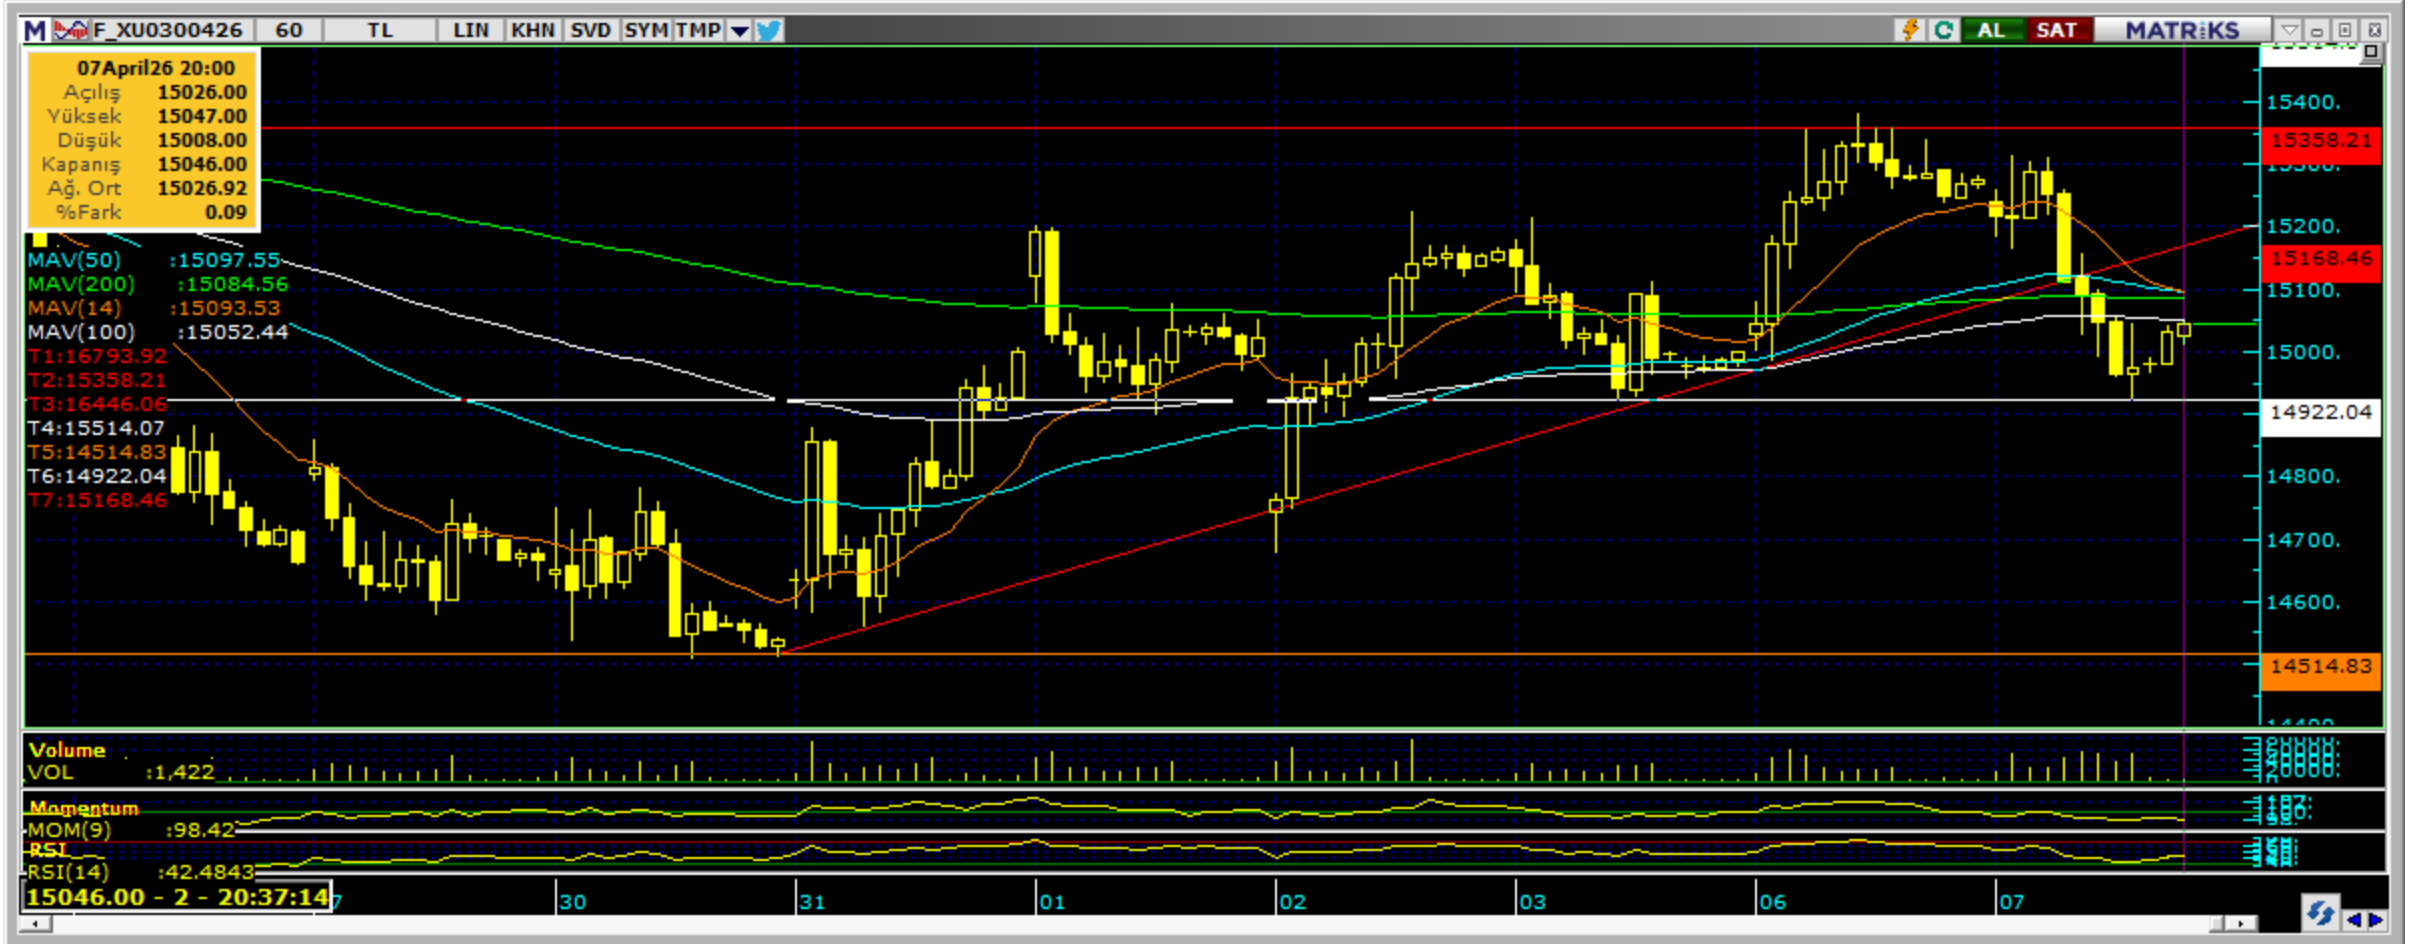 M F_XU0300426 60 TL LIN KHN SVD SYM TMP AL SAT MATRiKS
07April26 20:00
Açılış 15026.00
Yüksek 15047.00
Düşük 15008.00
Kapanış 15046.00
Ağ. Ort 15026.92
%Fark 0.09
MAV(50) :15097.55
MAV(200) :15084.56
MAV(14) :15093.53
MAV(100) :15052.44
T1:16793.92
T2:15358.21
T3:16446.06
T4:15514.07
T5:14514.83
T6:14922.04
T7:15168.46
15400.
15358.21
15300.
15200.
15168.46
15100.
15000.
14922.04
14800.
14700.
14600.
14514.83
14400
Volume
VOL :1,422
Momentum
MOM(9) :98.42
RSI
RSI(14) :42.4843
15046.00 - 2 - 20:37:14
7 30 31 01 02 03 06 07